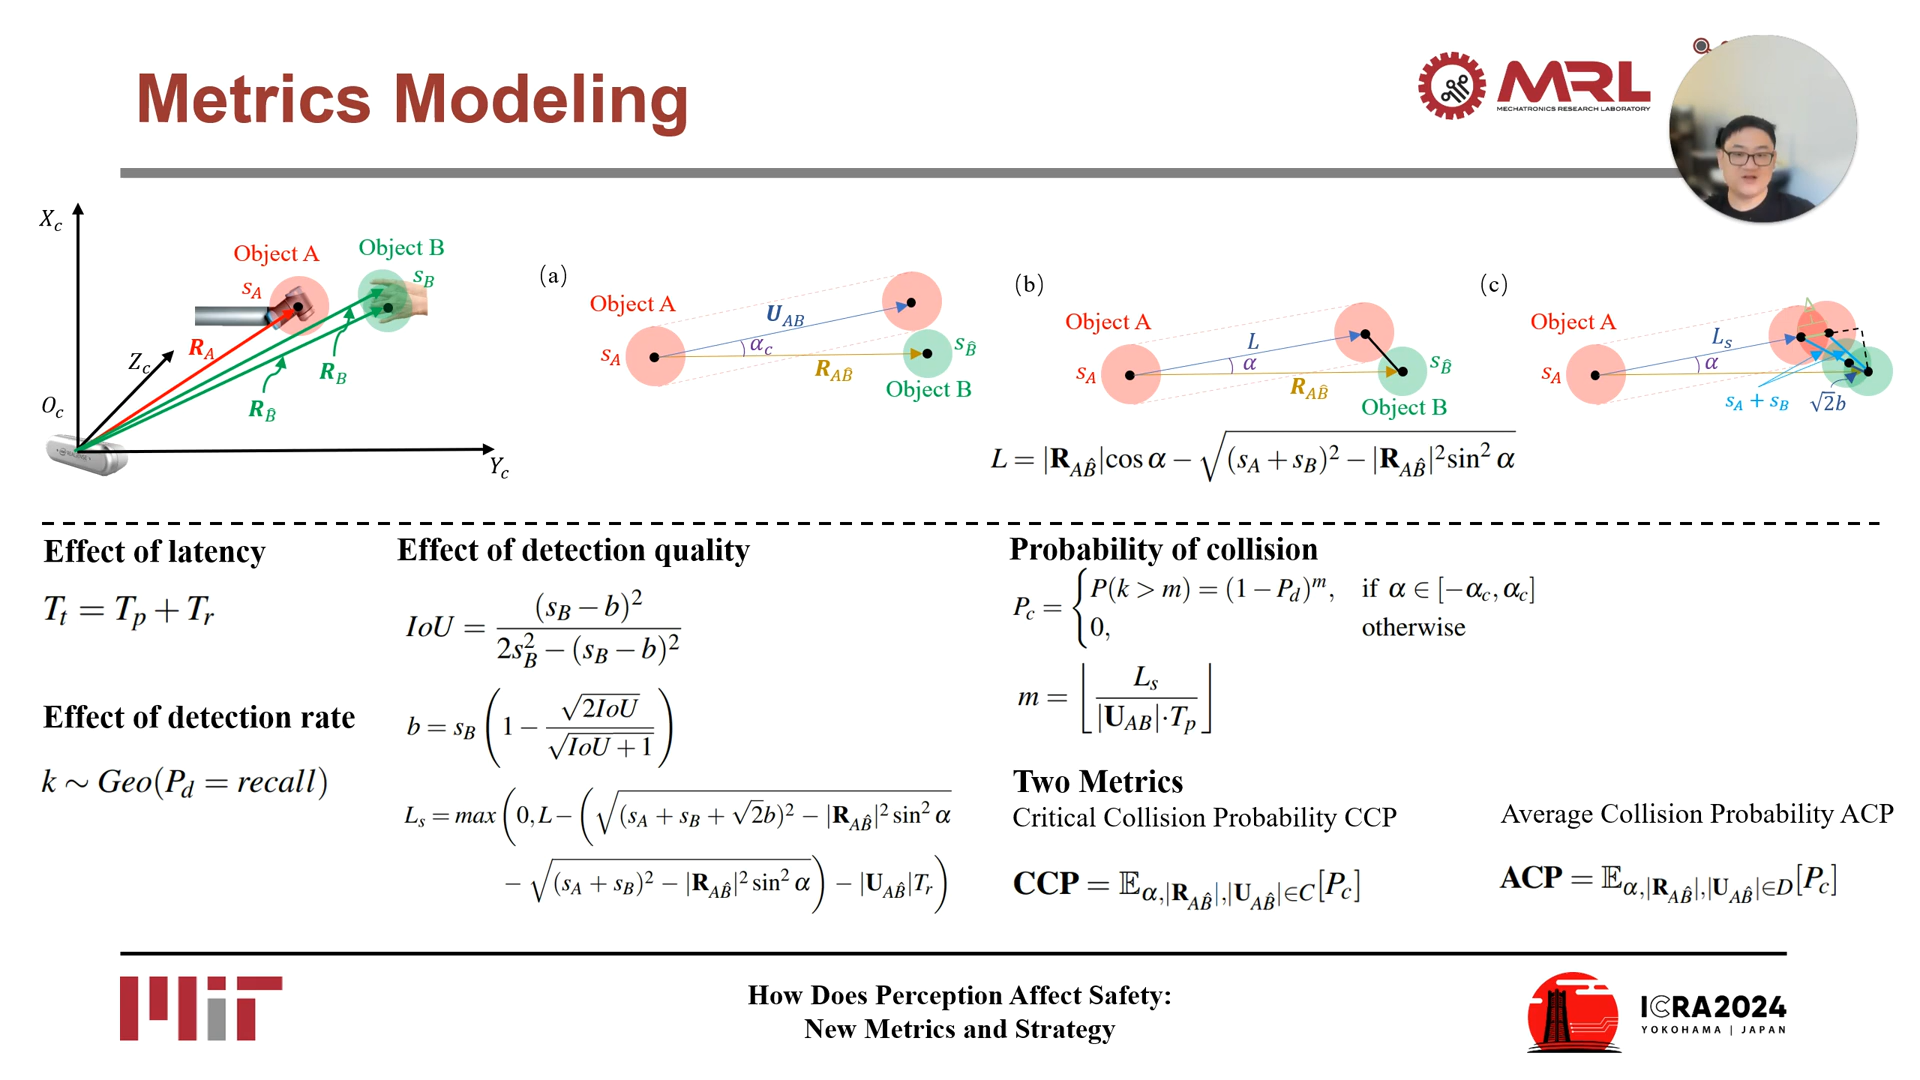 Metrics Modeling
MRL
MECHATRONICS RESEARCH LABORATORY
X_c
Object A
Object B
s_A
s_B
Z_c
R_A
R_B
R_B̂
O_c
Y_c
(a)
Object A
U_AB
α_c
s_A
R_AB̂
s_B̂
Object B
(b)
Object A
L
α
s_A
R_AB̂
s_B̂
Object B
L = |R_AB̂|cos α − √((s_A + s_B)² − |R_AB̂|² sin² α)
(c)
Object A
L_s
α
s_A
s_A + s_B
√2b
Effect of latency
T_t = T_p + T_r
Effect of detection rate
k ∼ Geo(P_d = recall)
Effect of detection quality
IoU = (s_B − b)² / (2s_B² − (s_B − b)²)
b = s_B (1 − √2IoU / √IoU + 1)
L_s = max (0, L − (√((s_A + s_B + √2b)² − |R_AB̂|² sin² α)
− √((s_A + s_B)² − |R_AB̂|² sin² α)) − |U_AB̂|T_r)
Probability of collision
P_c = { P(k > m) = (1 − P_d)^m, if α ∈ [−α_c, α_c]
0, otherwise
m = ⌊ L_s / (|U_AB|·T_p) ⌋
Two Metrics
Critical Collision Probability CCP
CCP = 𝔼_α,|R_AB̂|,|U_AB̂|∈C [P_c]
Average Collision Probability ACP
ACP = 𝔼_α,|R_AB̂|,|U_AB̂|∈D [P_c]
MIT
How Does Perception Affect Safety:
New Metrics and Strategy
ICRA2024
YOKOHAMA | JAPAN